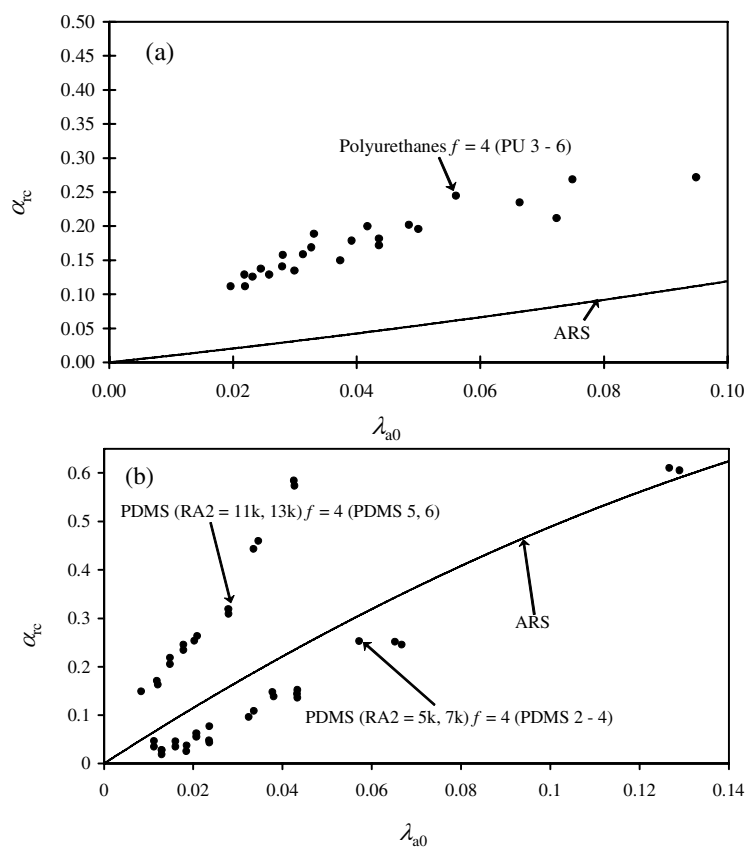 (a)
0.50
0.45
0.40
0.35
0.30
0.25
0.20
0.15
0.10
0.05
0.00
α_rc
Polyurethanes f = 4 (PU 3 - 6)
ARS
0.00 0.02 0.04 0.06 0.08 0.10
λ_a0
(b)
0.6
0.5
0.4
0.3
0.2
0.1
0
α_rc
PDMS (RA2 = 11k, 13k) f = 4 (PDMS 5, 6)
ARS
PDMS (RA2 = 5k, 7k) f = 4 (PDMS 2 - 4)
0 0.02 0.04 0.06 0.08 0.1 0.12 0.14
λ_a0